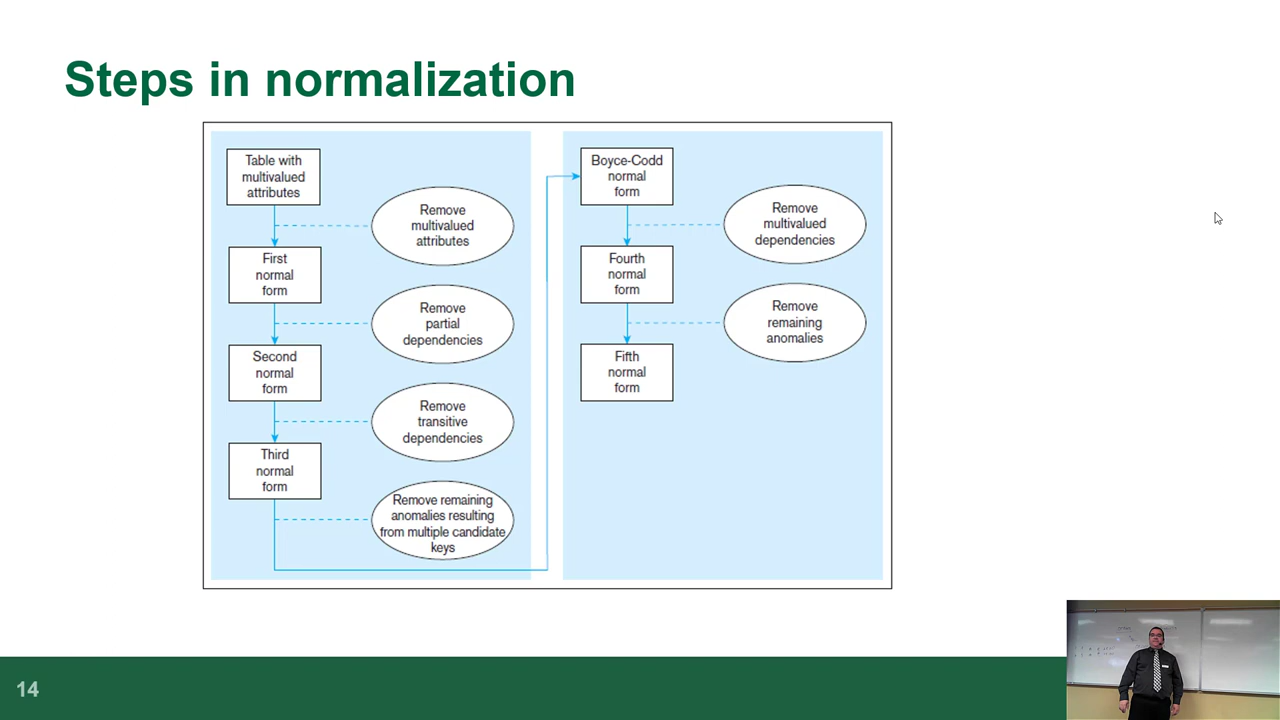 Steps in normalization
Table with
multivalued
attributes
Remove
multivalued
attributes
First
normal
form
Remove
partial
dependencies
Second
normal
form
Remove
transitive
dependencies
Third
normal
form
Remove remaining
anomalies resulting
from multiple candidate
keys
Boyce-Codd
normal
form
Remove
multivalued
dependencies
Fourth
normal
form
Remove
remaining
anomalies
Fifth
normal
form
14